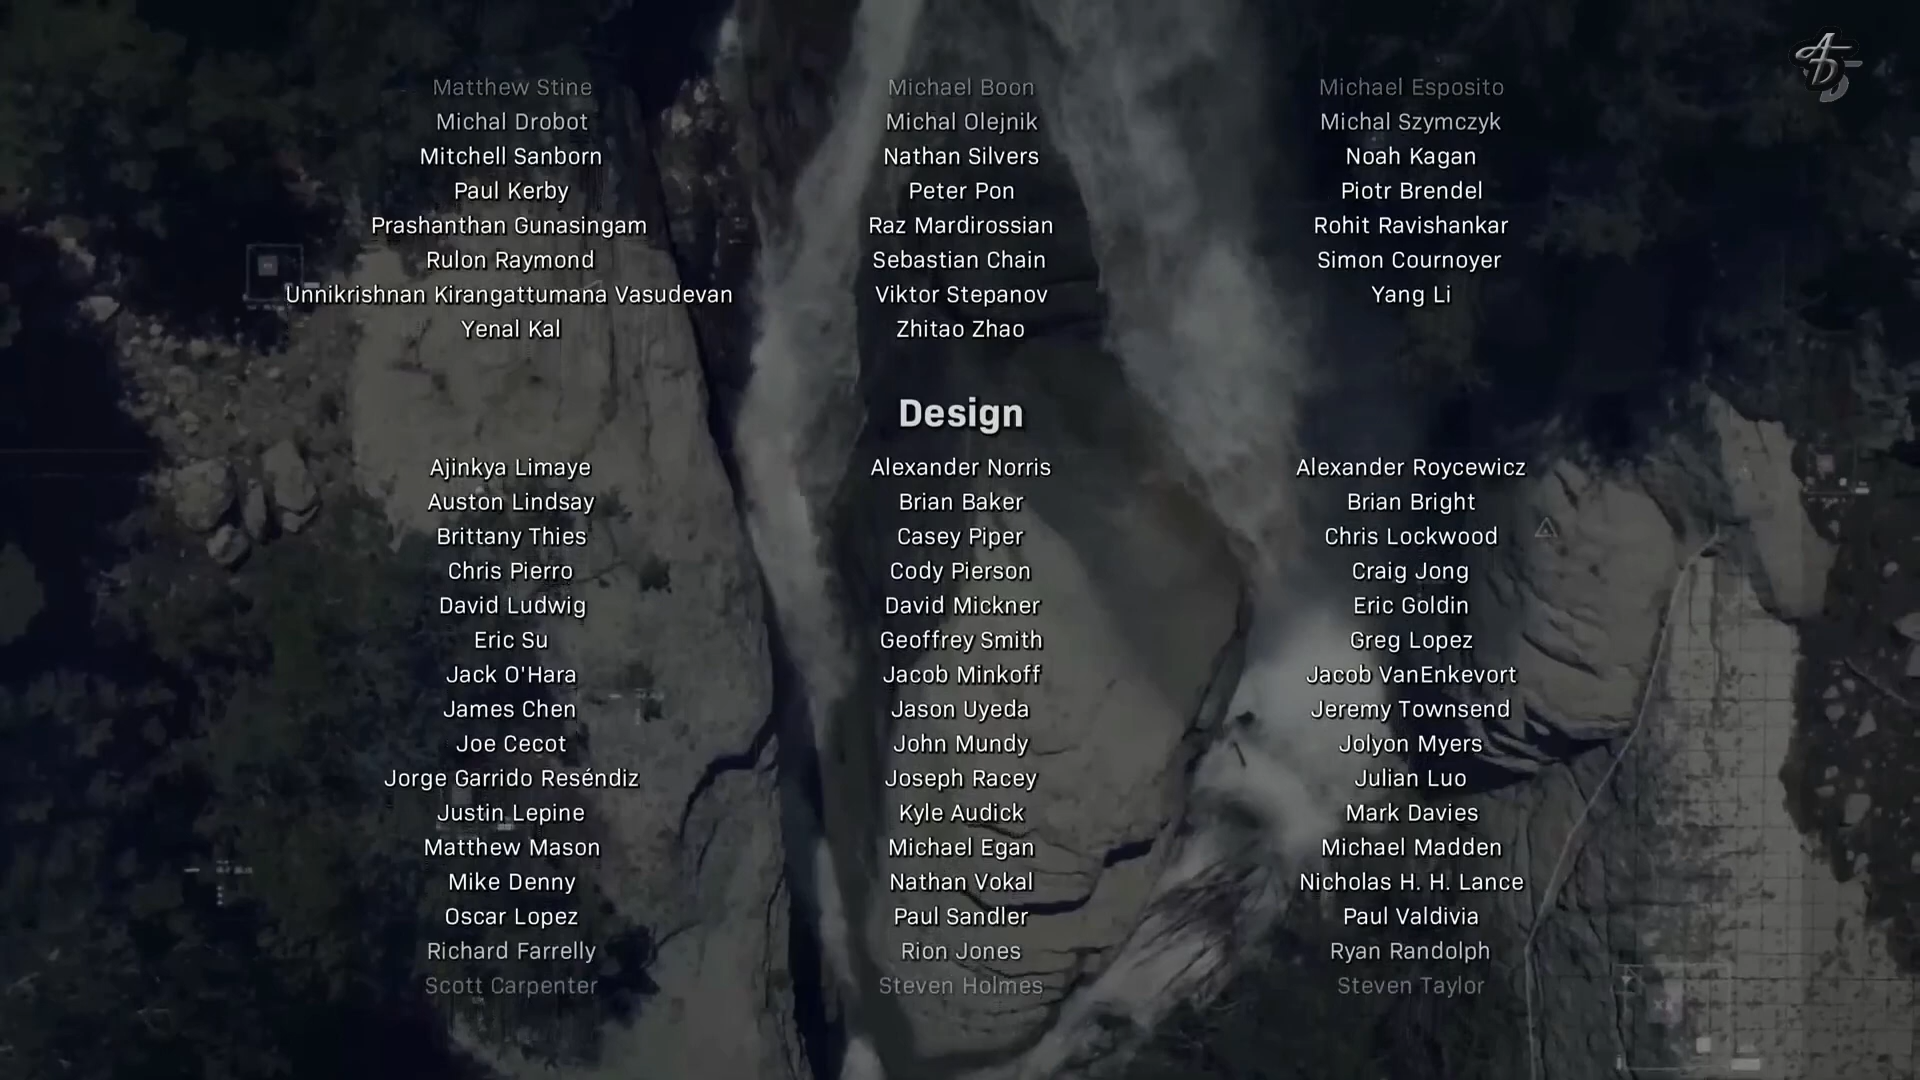 Matthew Stine Michael Boon Michael Esposito
Michal Drobot Michal Olejnik Michal Szymczyk
Mitchell Sanborn Nathan Silvers Noah Kagan
Paul Kerby Peter Pon Piotr Brendel
Prashanthan Gunasingam Raz Mardirossian Rohit Ravishankar
Rulon Raymond Sebastian Chain Simon Cournoyer
Unnikrishnan Kirangattumana Vasudevan Viktor Stepanov Yang Li
Yenal Kal Zhitao Zhao
Design
Ajinkya Limaye Alexander Norris Alexander Roycewicz
Auston Lindsay Brian Baker Brian Bright
Brittany Thies Casey Piper Chris Lockwood
Chris Pierro Cody Pierson Craig Jong
David Ludwig David Mickner Eric Goldin
Eric Su Geoffrey Smith Greg Lopez
Jack O'Hara Jacob Minkoff Jacob VanEnkevort
James Chen Jason Uyeda Jeremy Townsend
Joe Cecot John Mundy Jolyon Myers
Jorge Garrido Reséndiz Joseph Racey Julian Luo
Justin Lepine Kyle Audick Mark Davies
Matthew Mason Michael Egan Michael Madden
Mike Denny Nathan Vokal Nicholas H. H. Lance
Oscar Lopez Paul Sandler Paul Valdivia
Richard Farrelly Rion Jones Ryan Randolph
Scott Carpenter Steven Holmes Steven Taylor